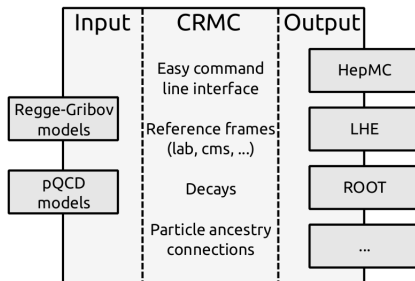 Input
CRMC
Output
Easy command
line interface
HepMC
Regge-Gribov
models
Reference frames
(lab, cms, ...)
LHE
pQCD
models
Decays
ROOT
Particle ancestry
connections
...